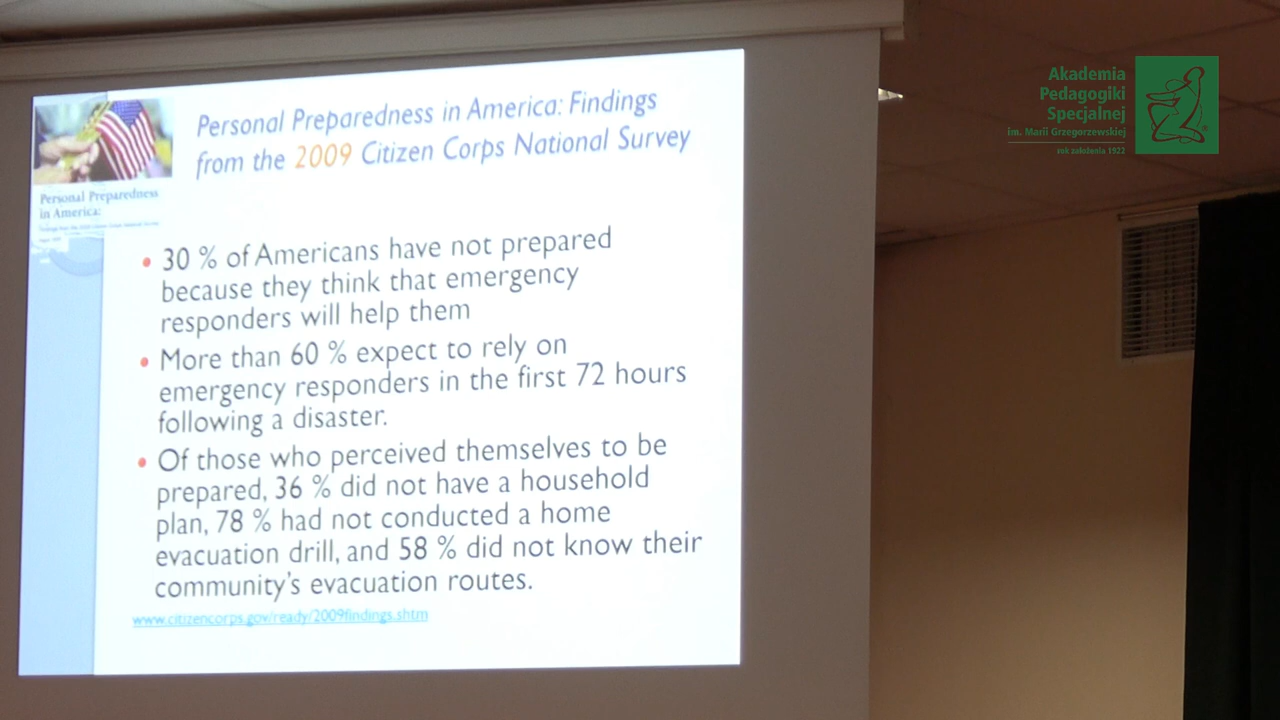 Personal Preparedness in America: Findings
from the 2009 Citizen Corps National Survey
Personal Preparedness
in America:
• 30 % of Americans have not prepared
because they think that emergency
responders will help them
• More than 60 % expect to rely on
emergency responders in the first 72 hours
following a disaster.
• Of those who perceived themselves to be
prepared, 36 % did not have a household
plan, 78 % had not conducted a home
evacuation drill, and 58 % did not know their
community's evacuation routes.
www.citizencorps.gov/ready/2009findings.shtm
Akademia
Pedagogiki
Specjalnej
im. Marii Grzegorzewskiej
rok założenia 1922